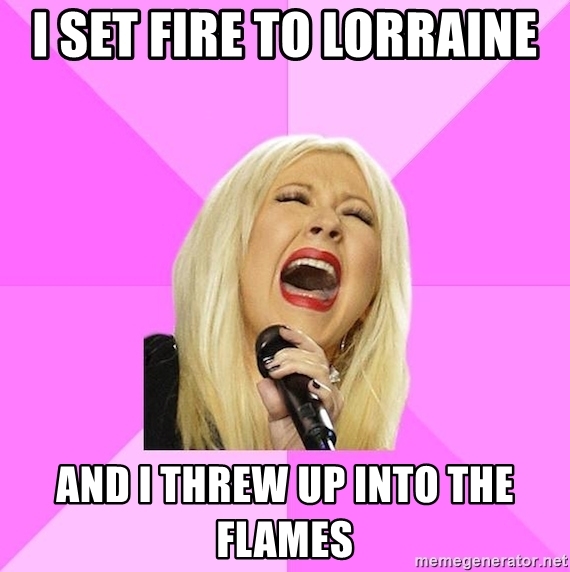 I SET FIRE TO LORRAINE
AND I THREW UP INTO THE
FLAMES
memegenerator.net